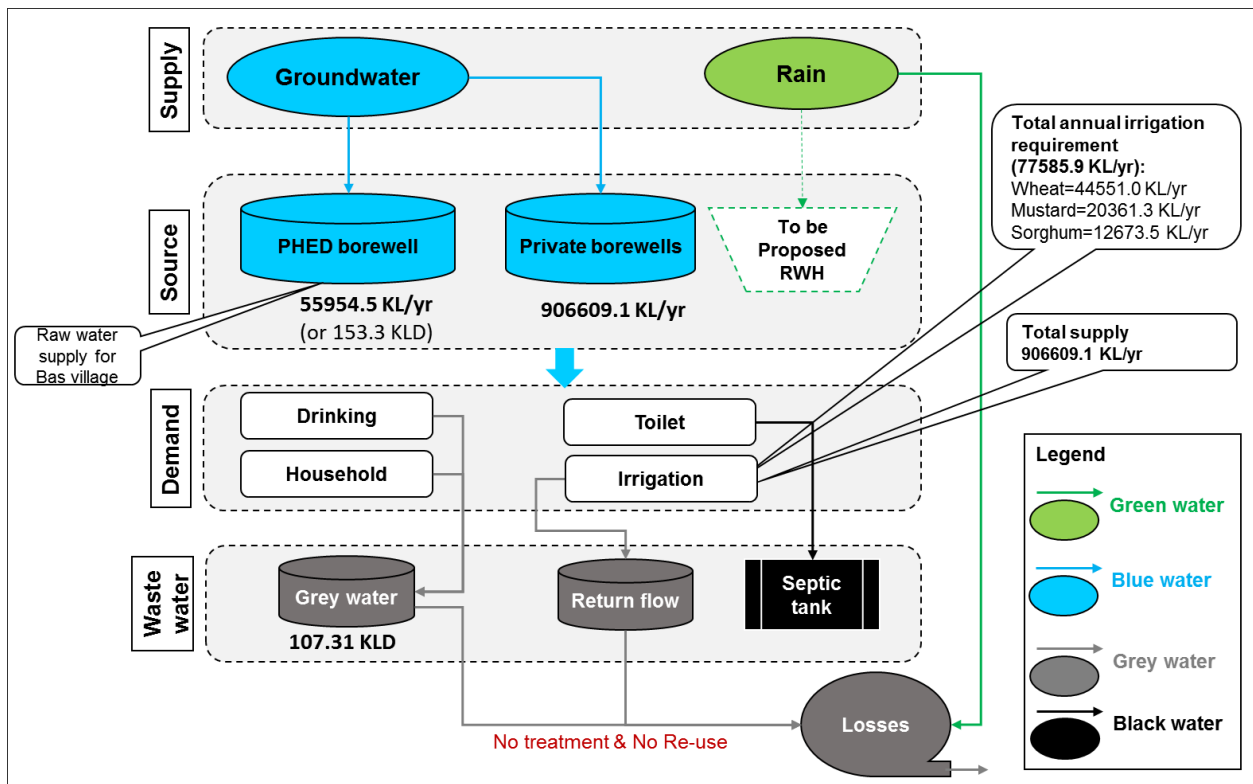 Supply
Groundwater
Rain
Total annual irrigation
requirement
(77585.9 KL/yr):
Wheat=44551.0 KL/yr
Mustard=20361.3 KL/yr
Sorghum=12673.5 KL/yr
Source
PHED borewell
Private borewells
To be
Proposed
RWH
55954.5 KL/yr
(or 153.3 KLD)
906609.1 KL/yr
Raw water
supply for
Bas village
Total supply
906609.1 KL/yr
Demand
Drinking
Toilet
Household
Irrigation
Legend
Green water
Blue water
Grey water
Black water
Waste
water
Grey water
107.31 KLD
Return flow
Septic
tank
Losses
No treatment & No Re-use